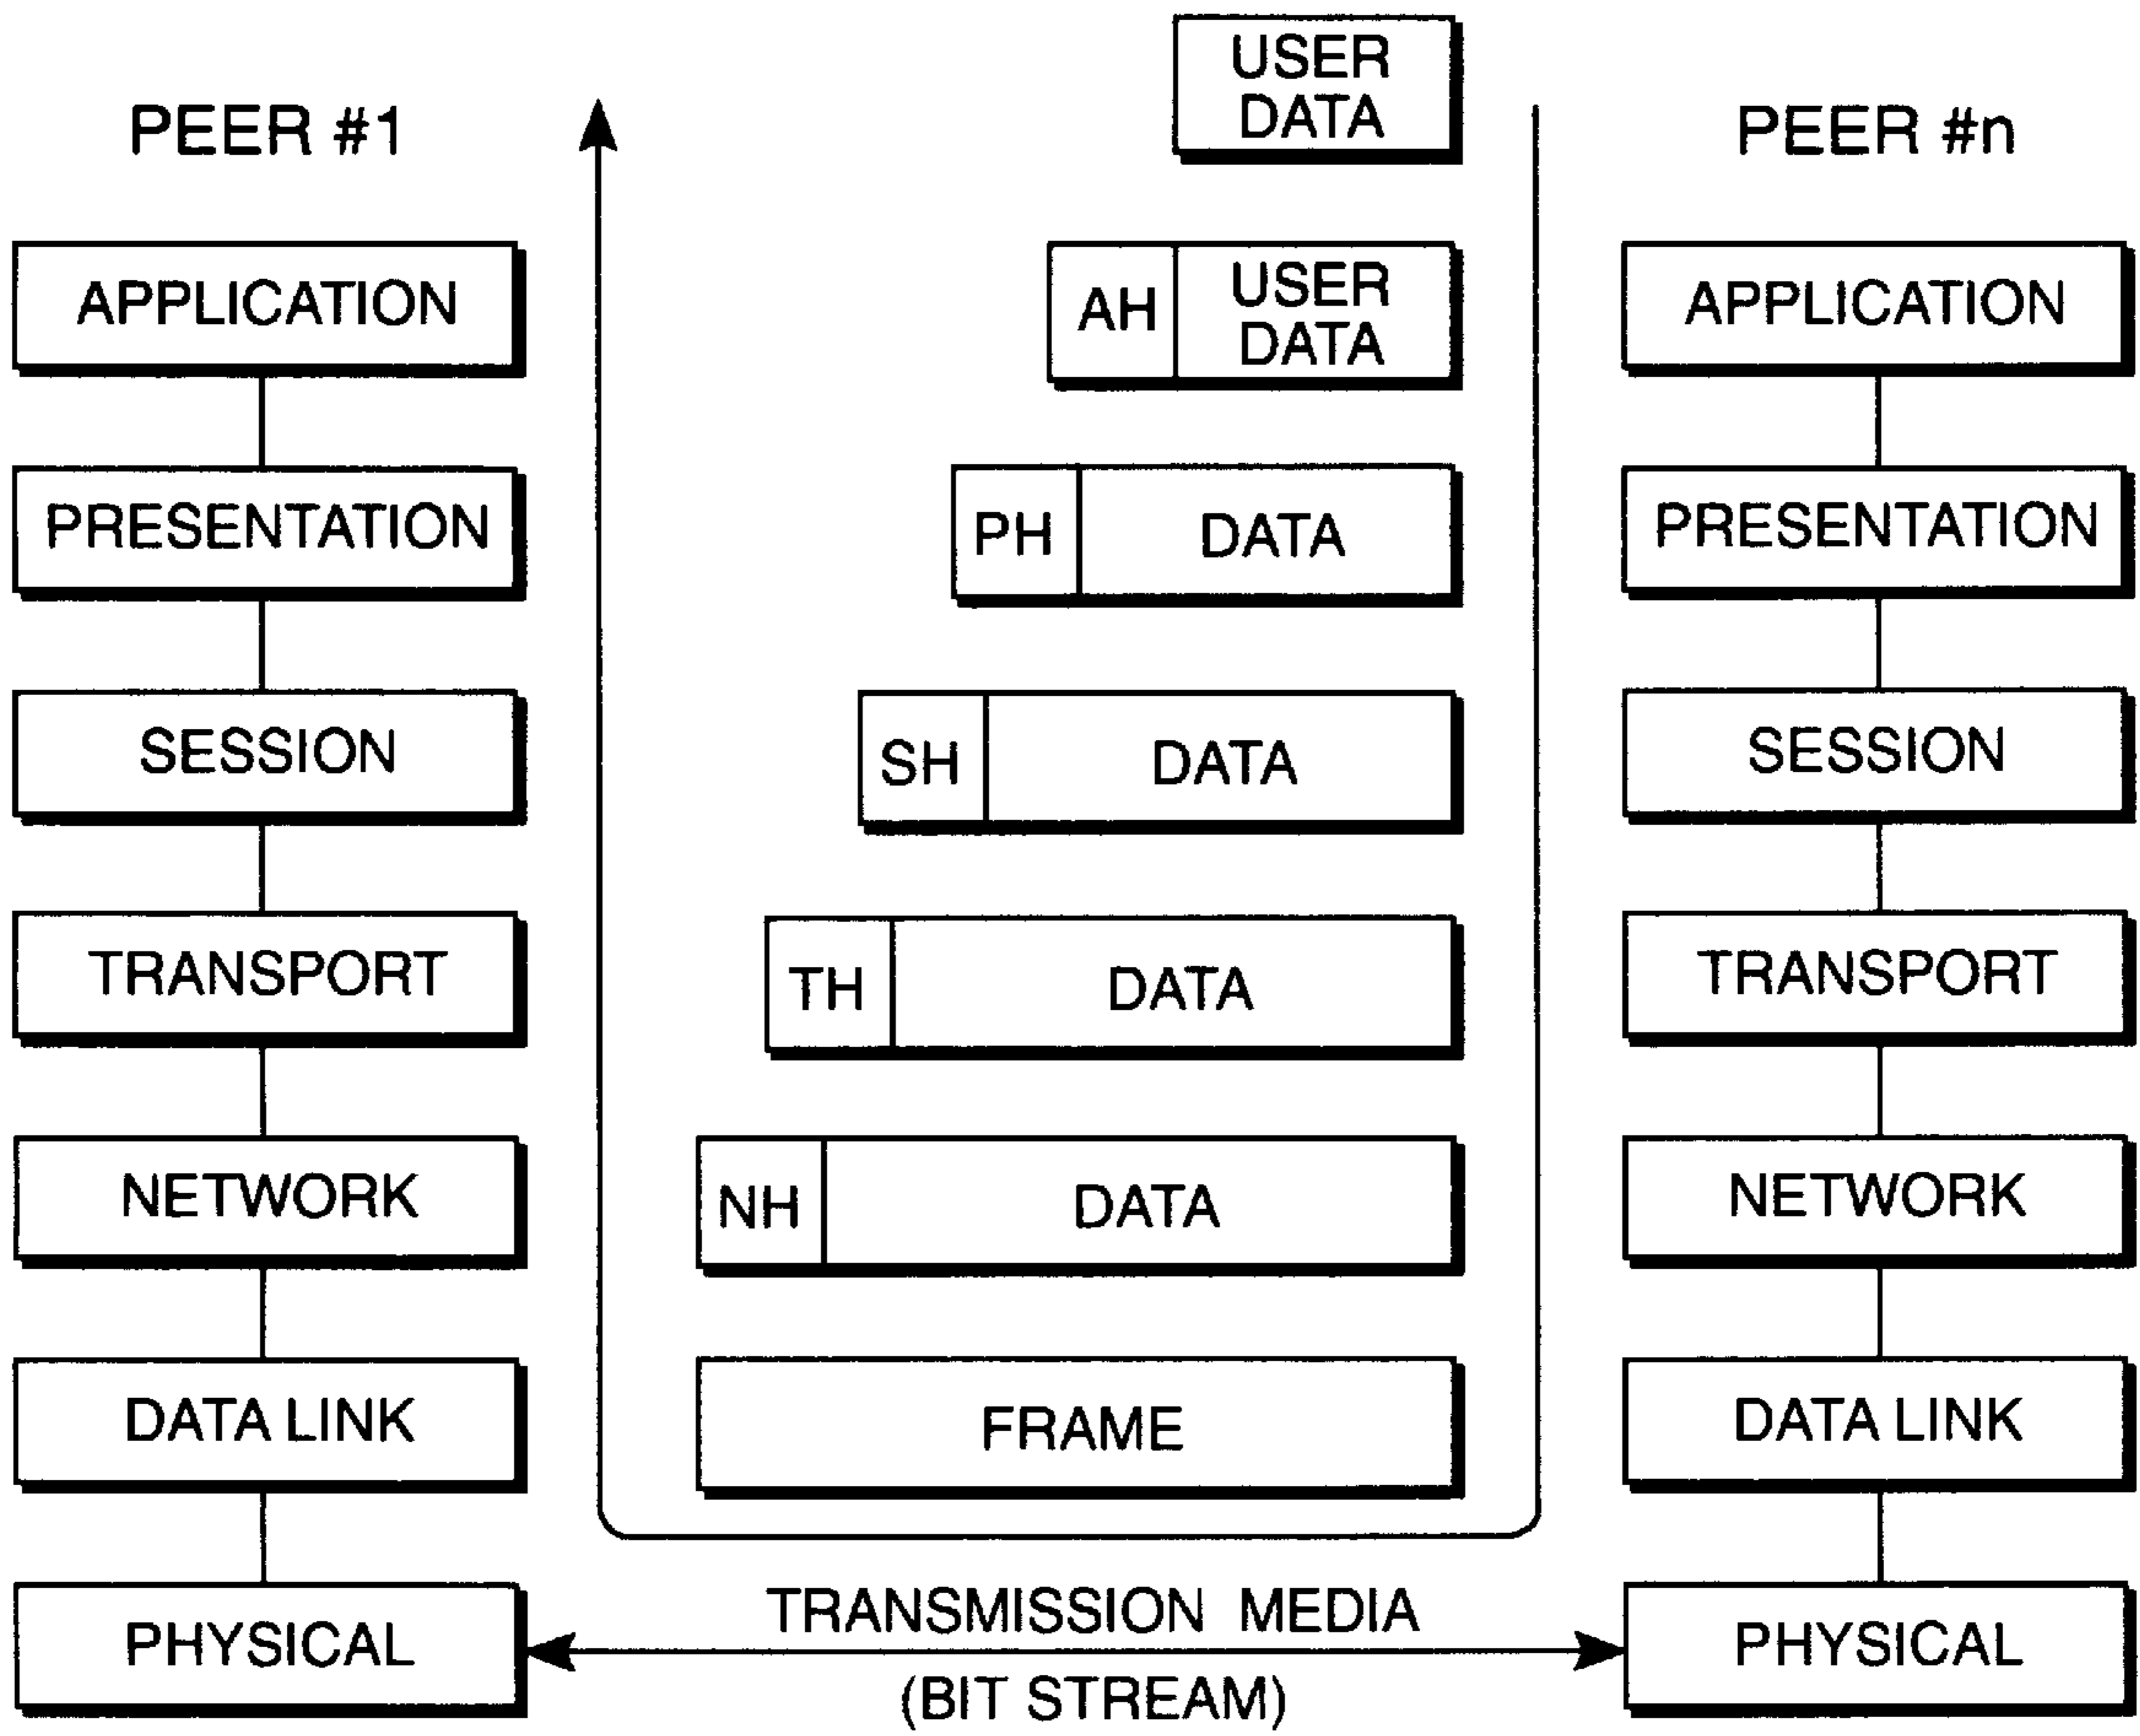 USER
DATA
PEER #1
PEER #n
APPLICATION
AH
USER
DATA
APPLICATION
PRESENTATION
PH
DATA
PRESENTATION
SESSION
SH
DATA
SESSION
TRANSPORT
TH
DATA
TRANSPORT
NETWORK
NH
DATA
NETWORK
DATA LINK
FRAME
DATA LINK
PHYSICAL
TRANSMISSION MEDIA
(BIT STREAM)
PHYSICAL